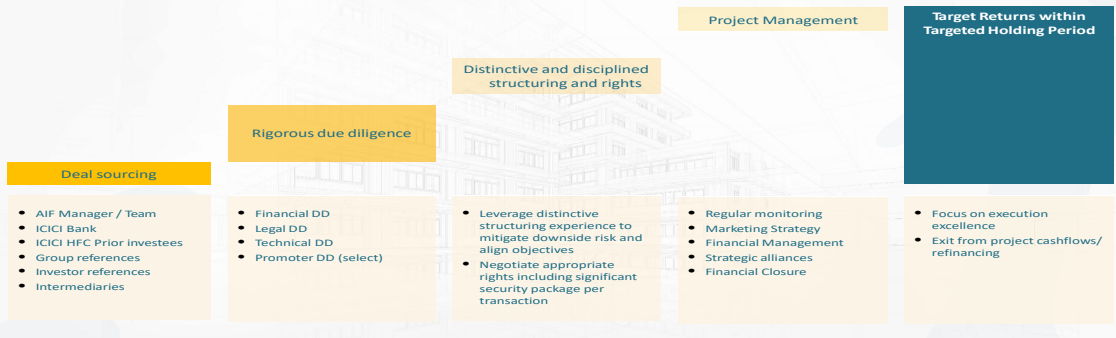 Deal sourcing
• AIF Manager / Team
• ICICI Bank
• ICICI HFC Prior investees
• Group references
• Investor references
• Intermediaries
Rigorous due diligence
• Financial DD
• Legal DD
• Technical DD
• Promoter DD (select)
Distinctive and disciplined
structuring and rights
• Leverage distinctive
structuring experience to
mitigate downside risk and
align objectives
• Negotiate appropriate
rights including significant
security package per
transaction
Project Management
• Regular monitoring
• Marketing Strategy
• Financial Management
• Strategic alliances
• Financial Closure
Target Returns within
Targeted Holding Period
• Focus on execution
excellence
• Exit from project cashflows/
refinancing